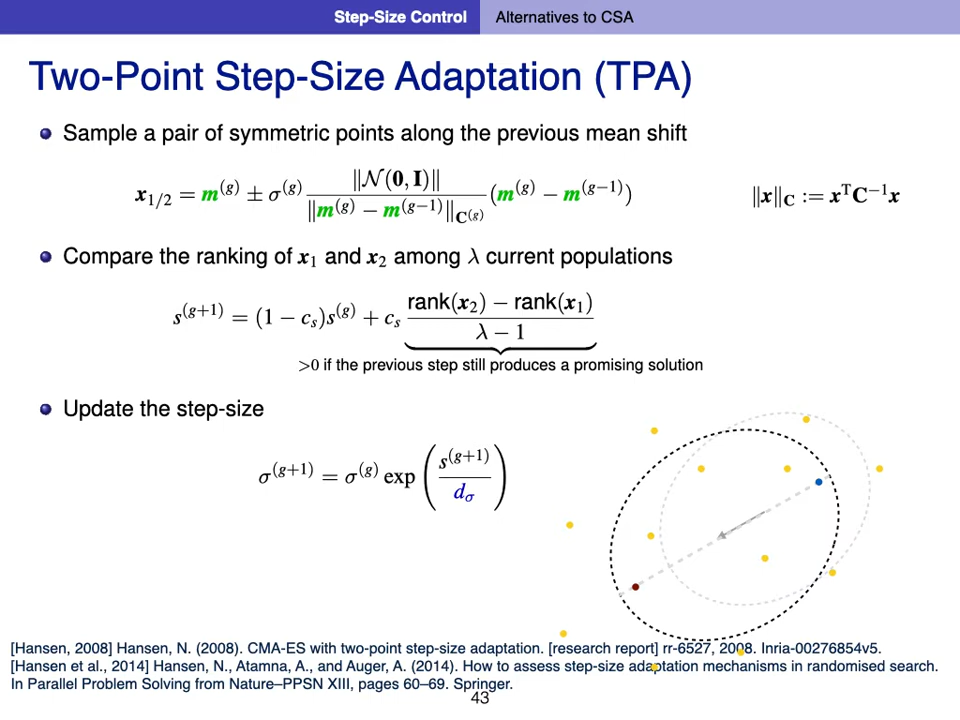 Step-Size Control Alternatives to CSA
Two-Point Step-Size Adaptation (TPA)
Sample a pair of symmetric points along the previous mean shift
x_{1/2} = m^{(g)} ± σ^{(g)} \frac{‖N(0, I)‖}{‖m^{(g)} − m^{(g−1)}‖_{C^{(g)}}} (m^{(g)} − m^{(g−1)}) ‖x‖_C := x^T C^{−1} x
Compare the ranking of x_1 and x_2 among λ current populations
s^{(g+1)} = (1 − c_s)s^{(g)} + c_s \frac{rank(x_2) − rank(x_1)}{λ − 1}
>0 if the previous step still produces a promising solution
Update the step-size
σ^{(g+1)} = σ^{(g)} exp(\frac{s^{(g+1)}}{d_σ})
[Hansen, 2008] Hansen, N. (2008). CMA-ES with two-point step-size adaptation. [research report] rr-6527, 2008. Inria-00276854v5.
[Hansen et al., 2014] Hansen, N., Atamna, A., and Auger, A. (2014). How to assess step-size adaptation mechanisms in randomised search.
In Parallel Problem Solving from Nature–PPSN XIII, pages 60–69. Springer.
43